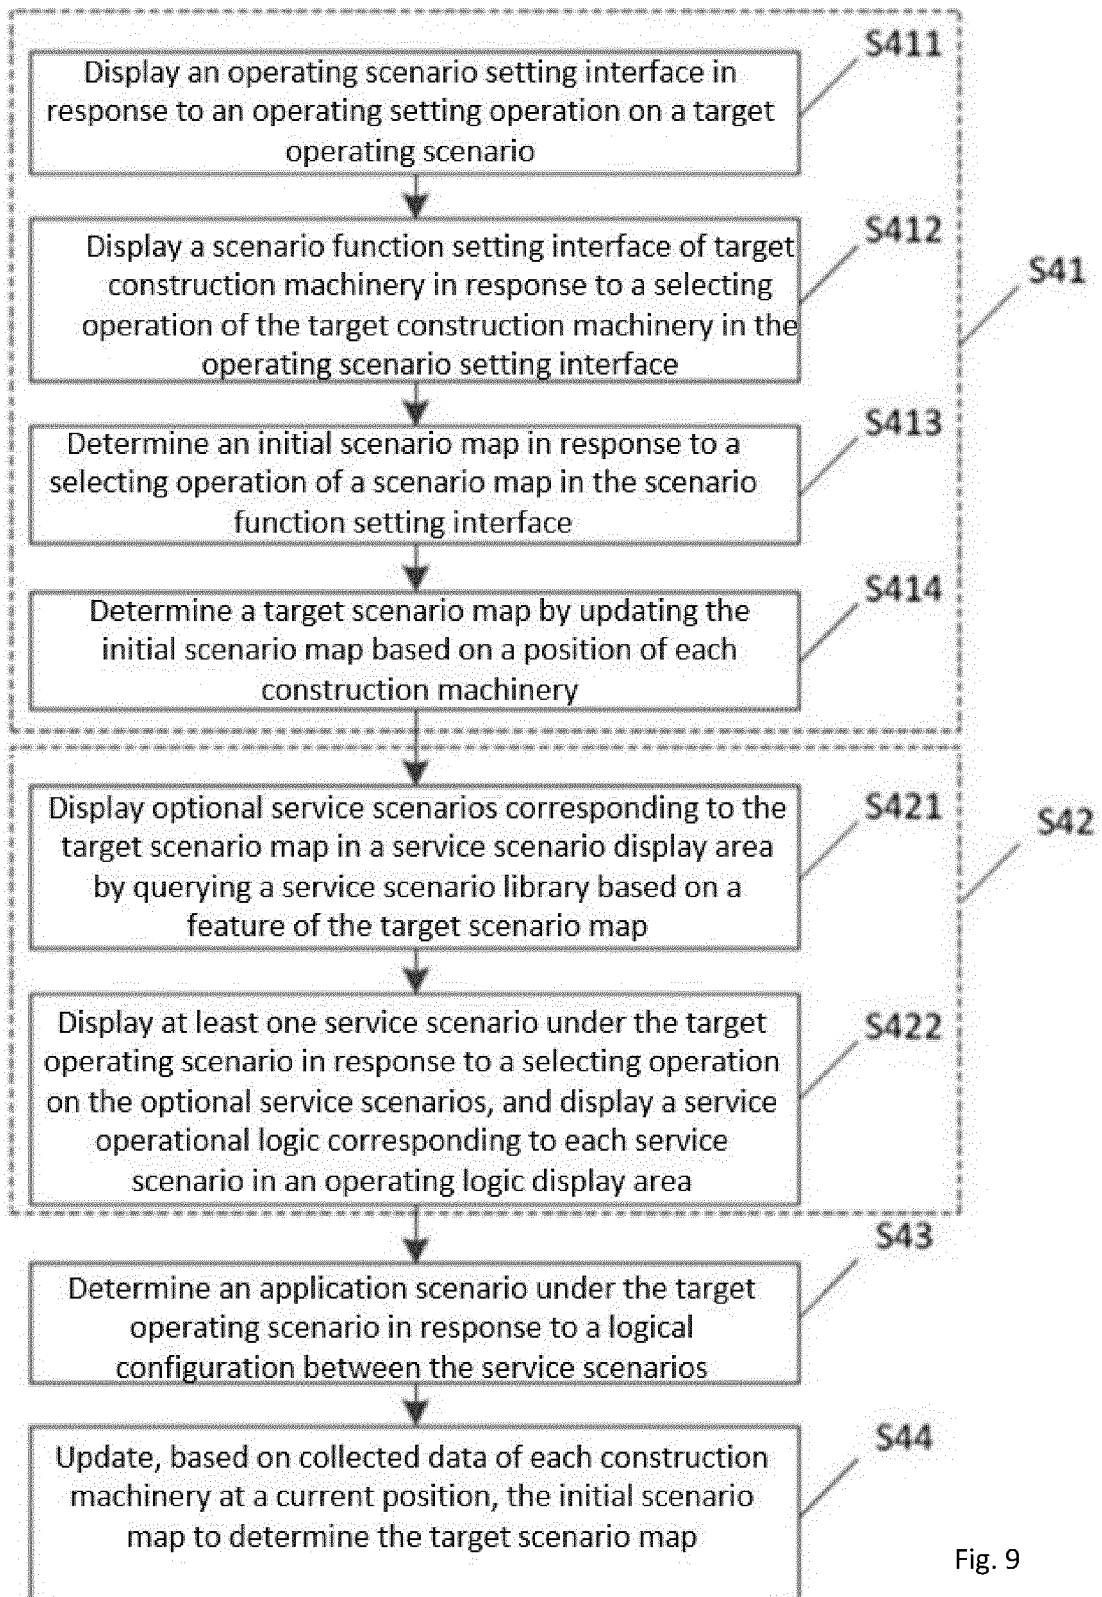 S411
Display an operating scenario setting interface in
response to an operating setting operation on a target
operating scenario
S412
Display a scenario function setting interface of target
construction machinery in response to a selecting
operation of the target construction machinery in the
operating scenario setting interface
S41
S413
Determine an initial scenario map in response to a
selecting operation of a scenario map in the scenario
function setting interface
S414
Determine a target scenario map by updating the
initial scenario map based on a position of each
construction machinery
S421
Display optional service scenarios corresponding to the
target scenario map in a service scenario display area
by querying a service scenario library based on a
feature of the target scenario map
S42
S422
Display at least one service scenario under the target
operating scenario in response to a selecting operation
on the optional service scenarios, and display a service
operational logic corresponding to each service
scenario in an operating logic display area
S43
Determine an application scenario under the target
operating scenario in response to a logical
configuration between the service scenarios
S44
Update, based on collected data of each construction
machinery at a current position, the initial scenario
map to determine the target scenario map
Fig. 9